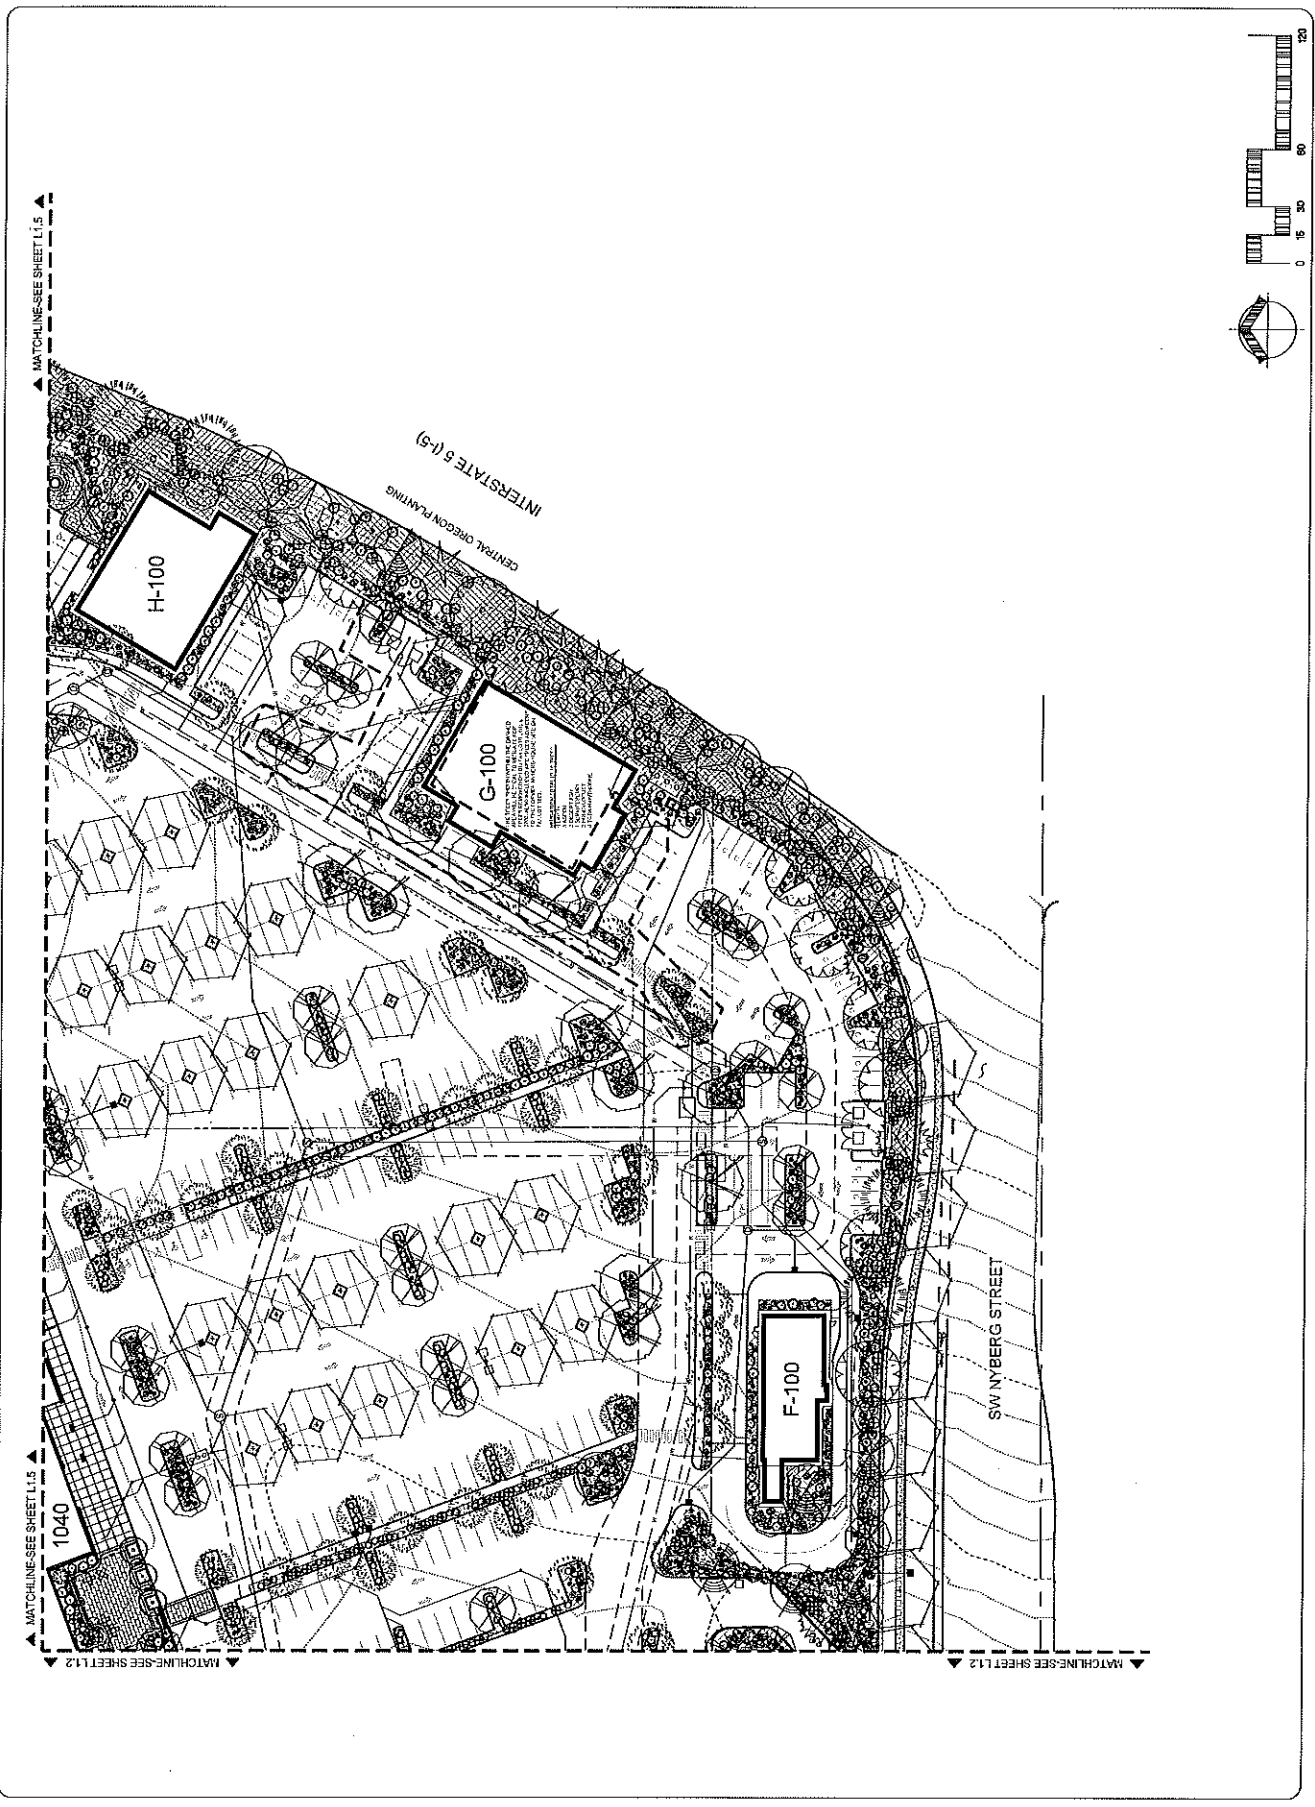 MATCHLINE-SEE SHEET L1.5
MATCHLINE-SEE SHEET L1.5
1040
H-100
G-100
F-100
INTERSTATE 5 (I-5)
CENTRAL OREGON PLANTING
SW NYBERG STREET
MATCHLINE-SEE SHEET L1.2
MATCHLINE-SEE SHEET L1.2
0 15 30 60 120